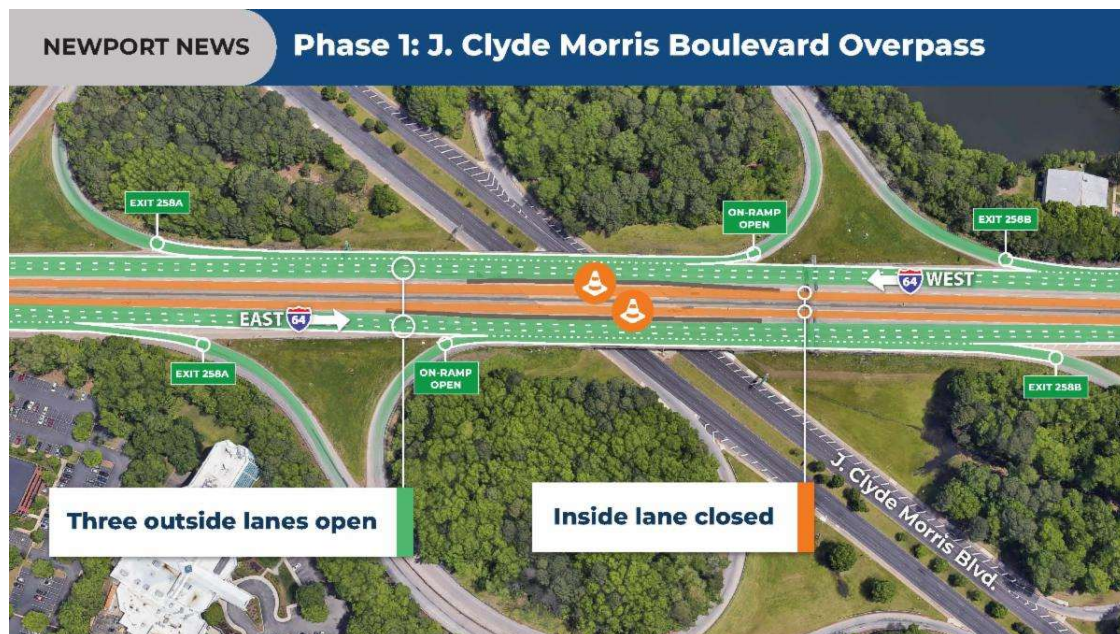 NEWPORT NEWS
Phase 1: J. Clyde Morris Boulevard Overpass
EXIT 258A
ON-RAMP
OPEN
EXIT 258B
64
WEST
EAST
64
EXIT 258A
ON-RAMP
OPEN
EXIT 258B
Three outside lanes open
Inside lane closed
J. Clyde Morris Blvd.